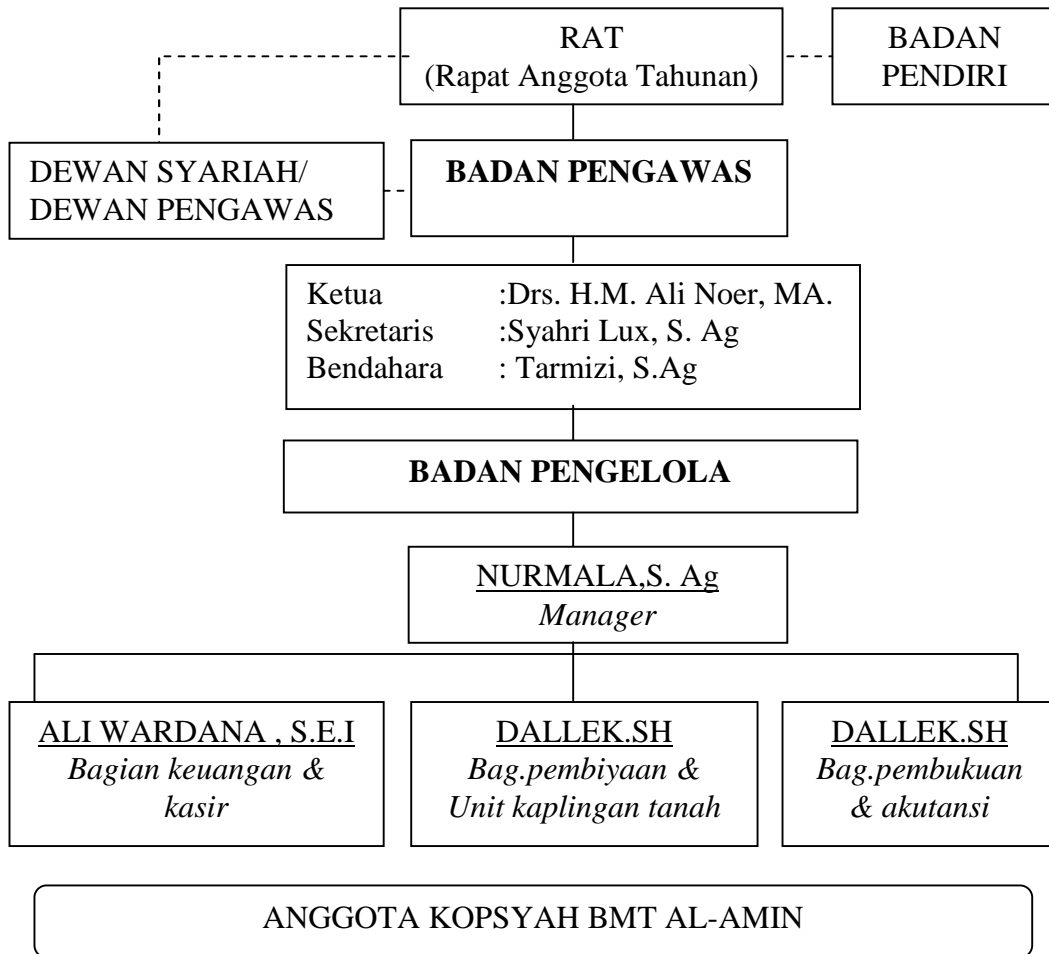 RAT
(Rapat Anggota Tahunan)
BADAN
PENDIRI
DEWAN SYARIAH/
DEWAN PENGAWAS
BADAN PENGAWAS
Ketua :Drs. H.M. Ali Noer, MA.
Sekretaris :Syahri Lux, S. Ag
Bendahara : Tarmizi, S.Ag
BADAN PENGELOLA
NURMALA,S. Ag
Manager
ALI WARDANA , S.E.I
Bagian keuangan &
kasir
DALLEK.SH
Bag.pembiyaan &
Unit kaplingan tanah
DALLEK.SH
Bag.pembukuan
& akutansi
ANGGOTA KOPSYAH BMT AL-AMIN